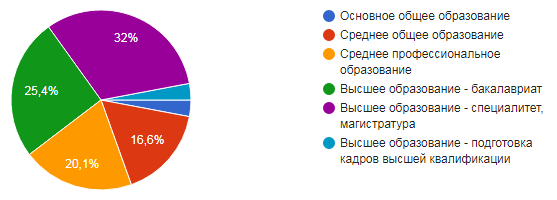 32%
25,4%
20,1%
16,6%
Основное общее образование
Среднее общее образование
Среднее профессиональное
образование
Высшее образование - бакалавриат
Высшее образование - специалитет,
магистратура
Высшее образование - подготовка
кадров высшей квалификации